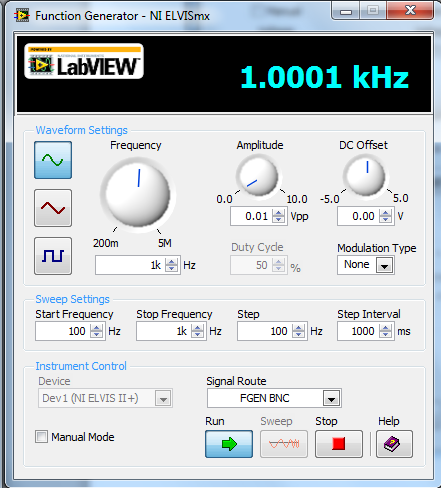 Function Generator - NI ELVISmx
POWERED BY
NATIONAL INSTRUMENTS
LabVIEW™
1.0001 kHz
Waveform Settings
Frequency
Amplitude
DC Offset
200m 5M
0.0 10.0
-5.0 5.0
1k Hz
0.01 Vpp
0.00 V
Duty Cycle
50 %
Modulation Type
None
Sweep Settings
Start Frequency
Stop Frequency
Step
Step Interval
100 Hz
1k Hz
100 Hz
1000 ms
Instrument Control
Device
Signal Route
Dev1 (NI ELVIS II+)
FGEN BNC
Manual Mode
Run
Sweep
Stop
Help